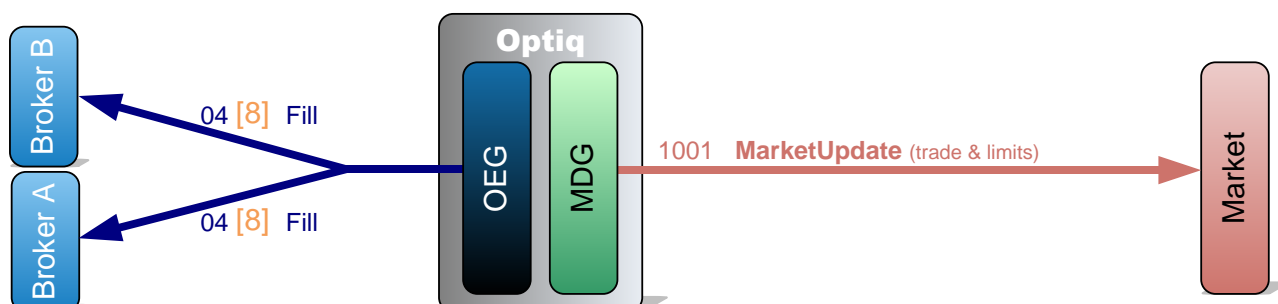 Optiq
Broker B
04 [8] Fill
OEG
MDG
1001 MarketUpdate (trade & limits)
Market
Broker A
04 [8] Fill